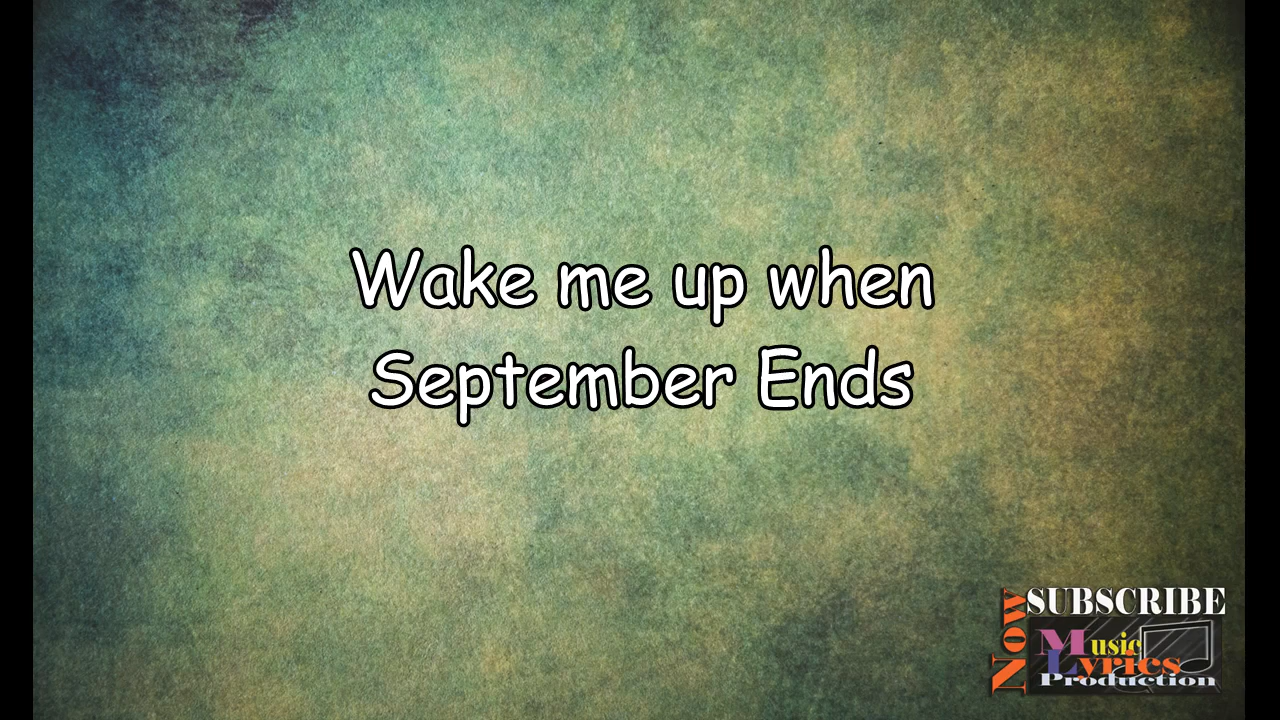 Wake me up when
September Ends
SUBSCRIBE
Now
Music
Lyrics
Production